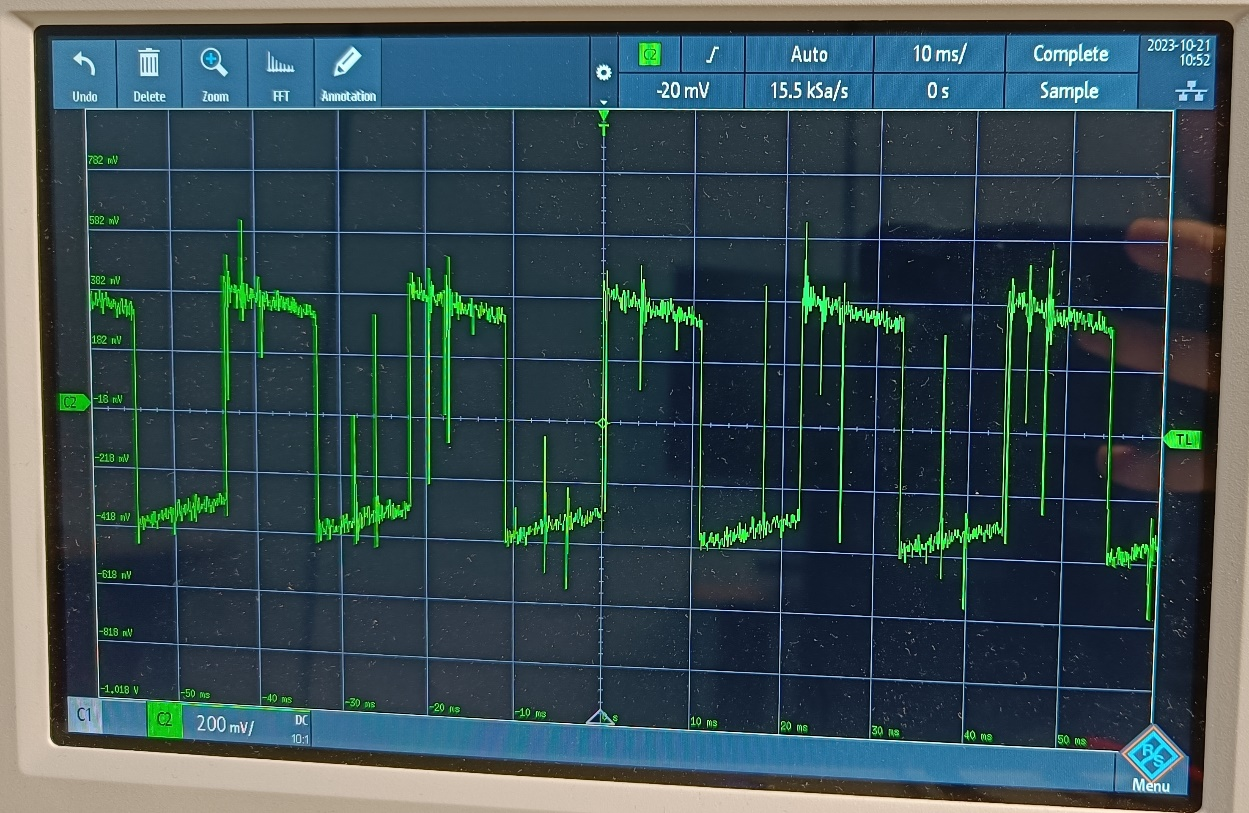 Undo
Delete
Zoom
FFT
Annotation
C2
Auto
10 ms/
Complete
2023-10-21
10:52
-20 mV
15.5 kSa/s
0 s
Sample
T
782 mV
582 mV
382 mV
182 mV
C2
-18 mV
-218 mV
-418 mV
-618 mV
-818 mV
-1,018 V
TL
-50 ms
-40 ms
-30 ms
-20 ms
-10 ms
0 s
10 ms
20 ms
30 ms
40 ms
50 ms
C1
C2
200 mV/
DC
10:1
R&S
Menu